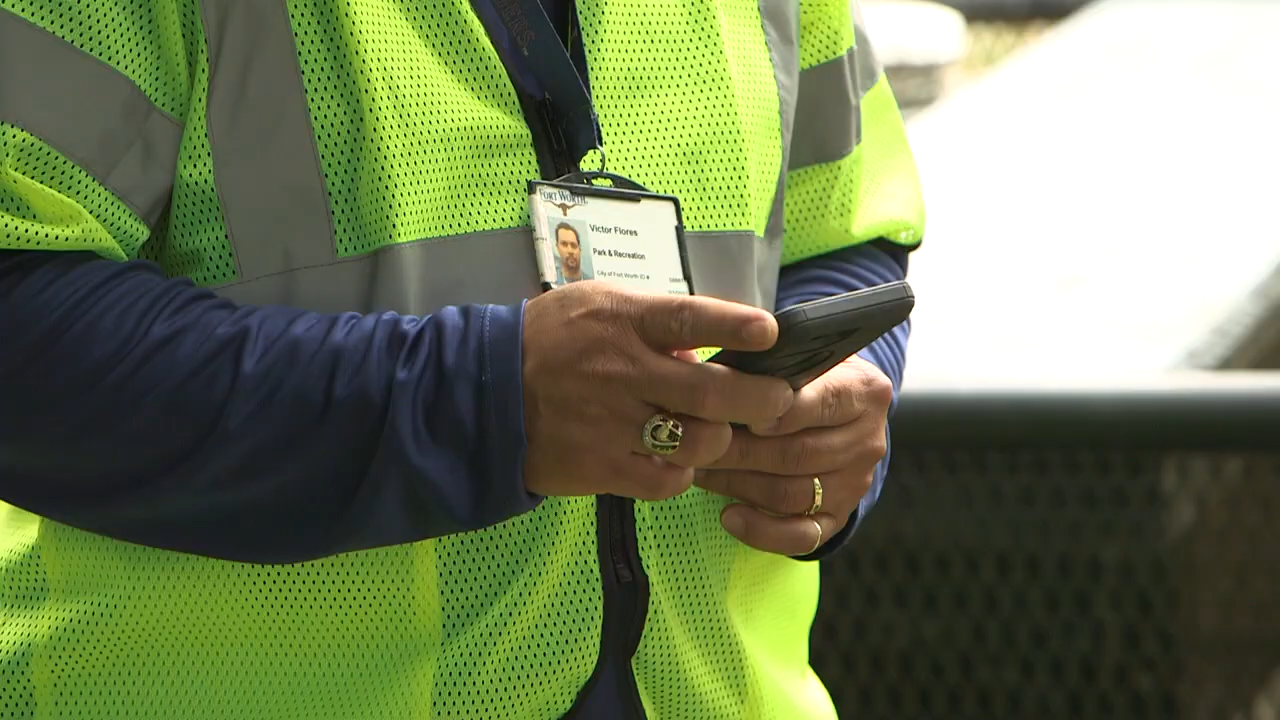 FORT WORTH
Victor Flores
Park & Recreation
City of Fort Worth ID #